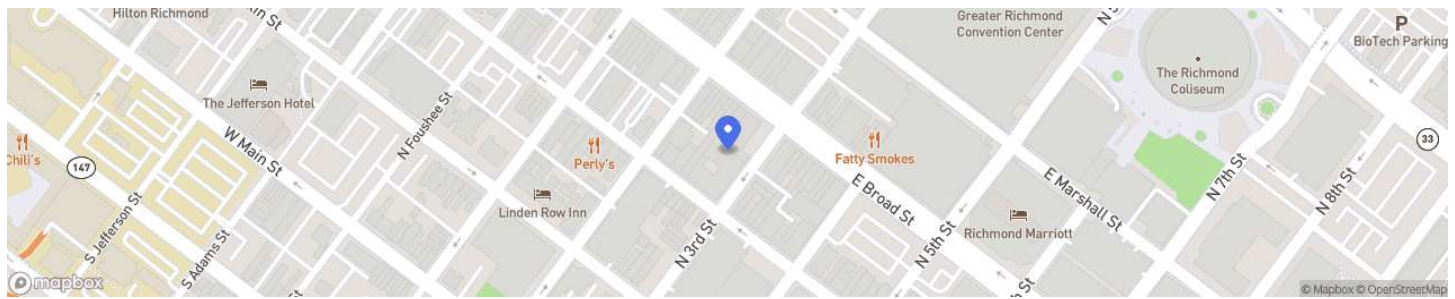 Hilton Richmond
Main St
Greater Richmond
Convention Center
P
BioTech Parking
The Richmond
Coliseum
The Jefferson Hotel
N Foushee St
W Main St
Chili's
147
Perly's
Fatty Smokes
33
Linden Row Inn
E Broad St
E Marshall St
N 7th St
N 8th St
S Jefferson St
S Adams St
N 3rd St
N 5th St
Richmond Marriott
mapbox
© Mapbox © OpenStreetMap